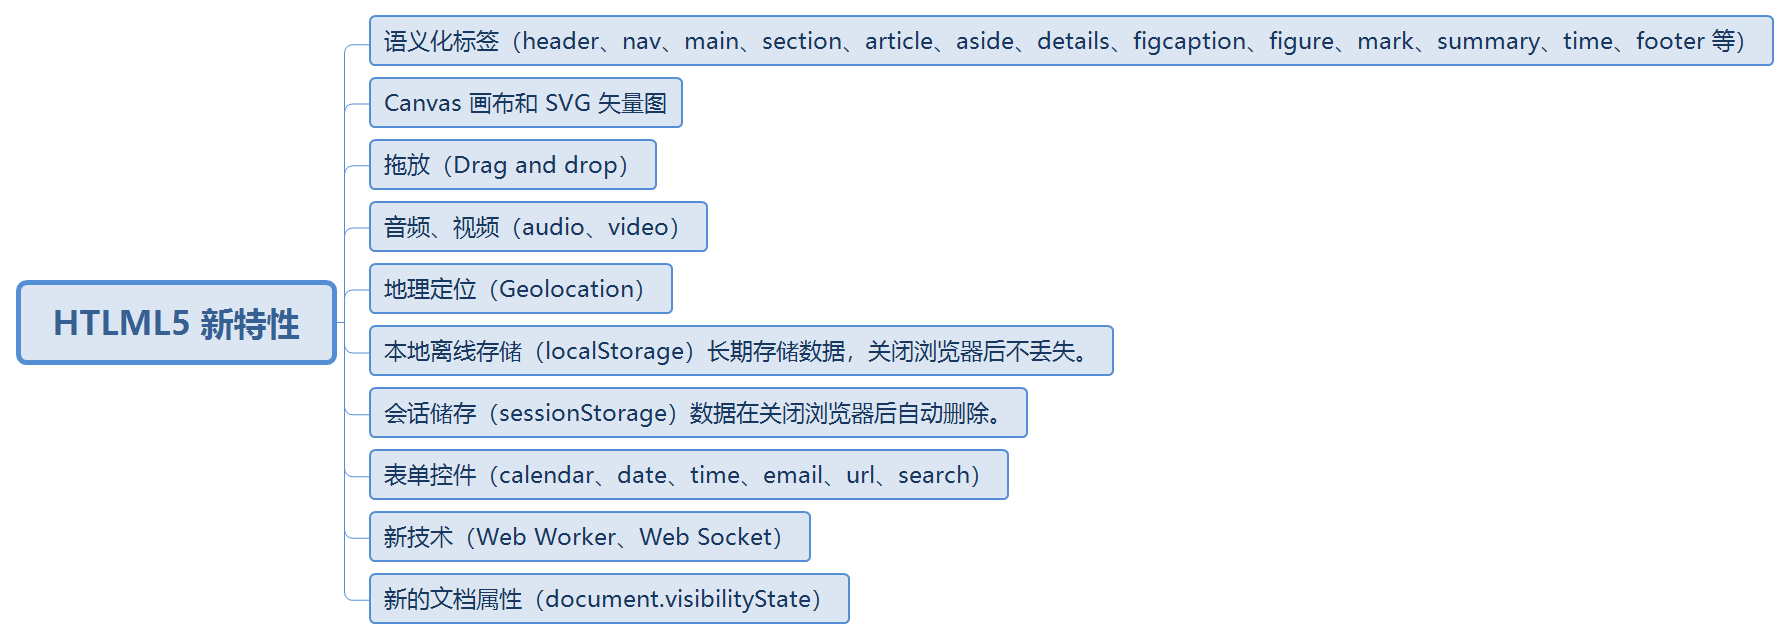 语义化标签（header、nav、main、section、article、aside、details、figcaption、figure、mark、summary、time、footer 等）
Canvas 画布和 SVG 矢量图
拖放（Drag and drop）
音频、视频（audio、video）
地理定位（Geolocation）
HTLML5 新特性
本地离线存储（localStorage）长期存储数据，关闭浏览器后不丢失。
会话储存（sessionStorage）数据在关闭浏览器后自动删除。
表单控件（calendar、date、time、email、url、search）
新技术（Web Worker、Web Socket）
新的文档属性（document.visibilityState）